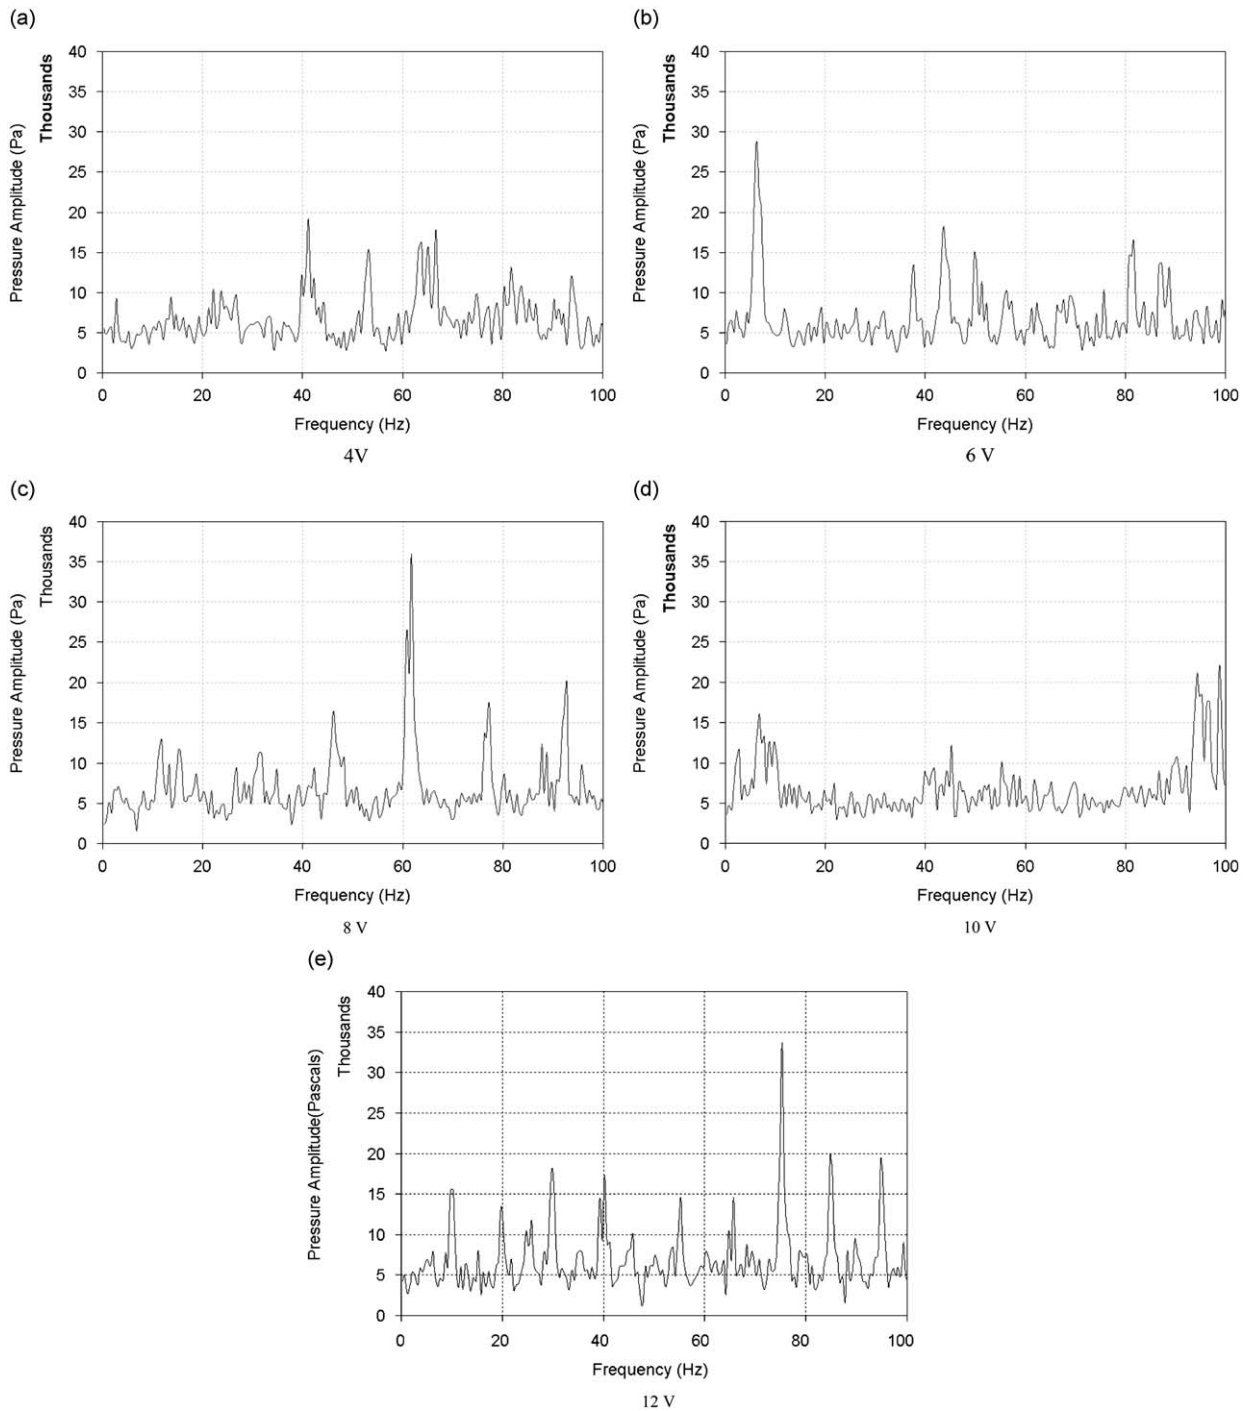 (a)
Thousands
Pressure Amplitude (Pa)
40
35
30
25
20
15
10
5
0
0 20 40 60 80 100
Frequency (Hz)
4V
(b)
Thousands
Pressure Amplitude (Pa)
40
35
30
25
20
15
10
5
0
0 20 40 60 80 100
Frequency (Hz)
6 V
(c)
Thousands
Pressure Amplitude (Pa)
40
35
30
25
20
15
10
5
0
0 20 40 60 80 100
Frequency (Hz)
8 V
(d)
Thousands
Pressure Amplitude (Pa)
40
35
30
25
20
15
10
5
0
0 20 40 60 80 100
Frequency (Hz)
10 V
(e)
Thousands
Pressure Amplitude(Pascals)
40
35
30
25
20
15
10
5
0
0 20 40 60 80 100
Frequency (Hz)
12 V